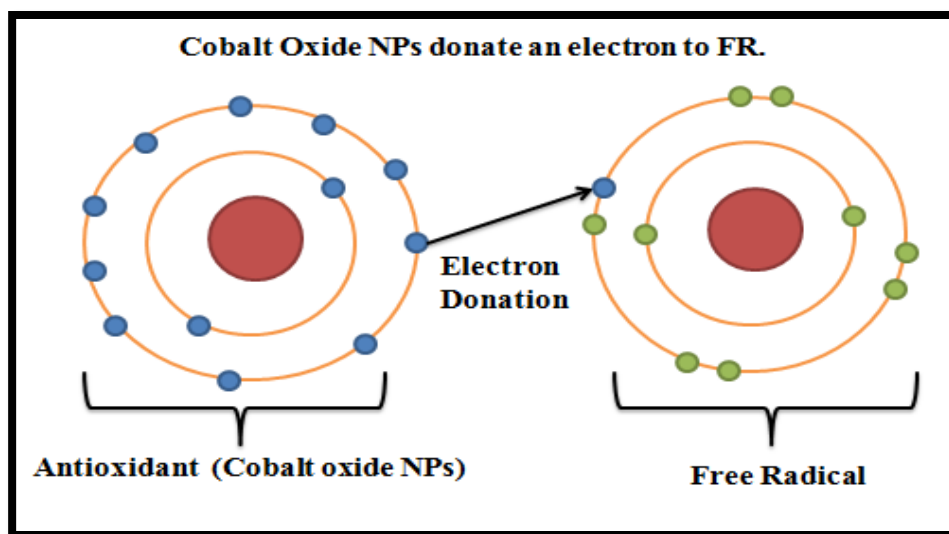 Cobalt Oxide NPs donate an electron to FR.
Electron
Donation
Antioxidant (Cobalt oxide NPs)
Free Radical